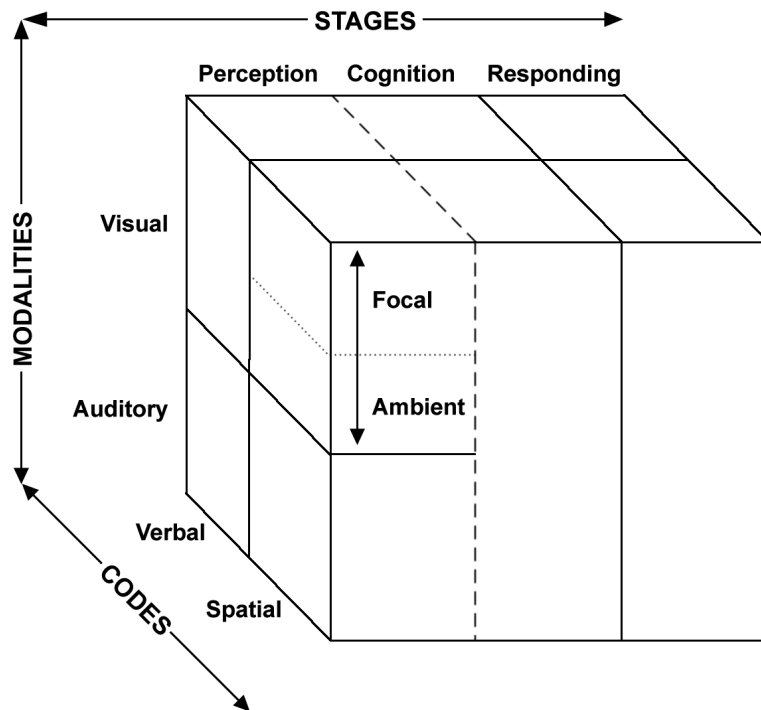 STAGES
Perception Cognition Responding
MODALITIES
Visual
Focal
Auditory
Ambient
Verbal
Spatial
CODES